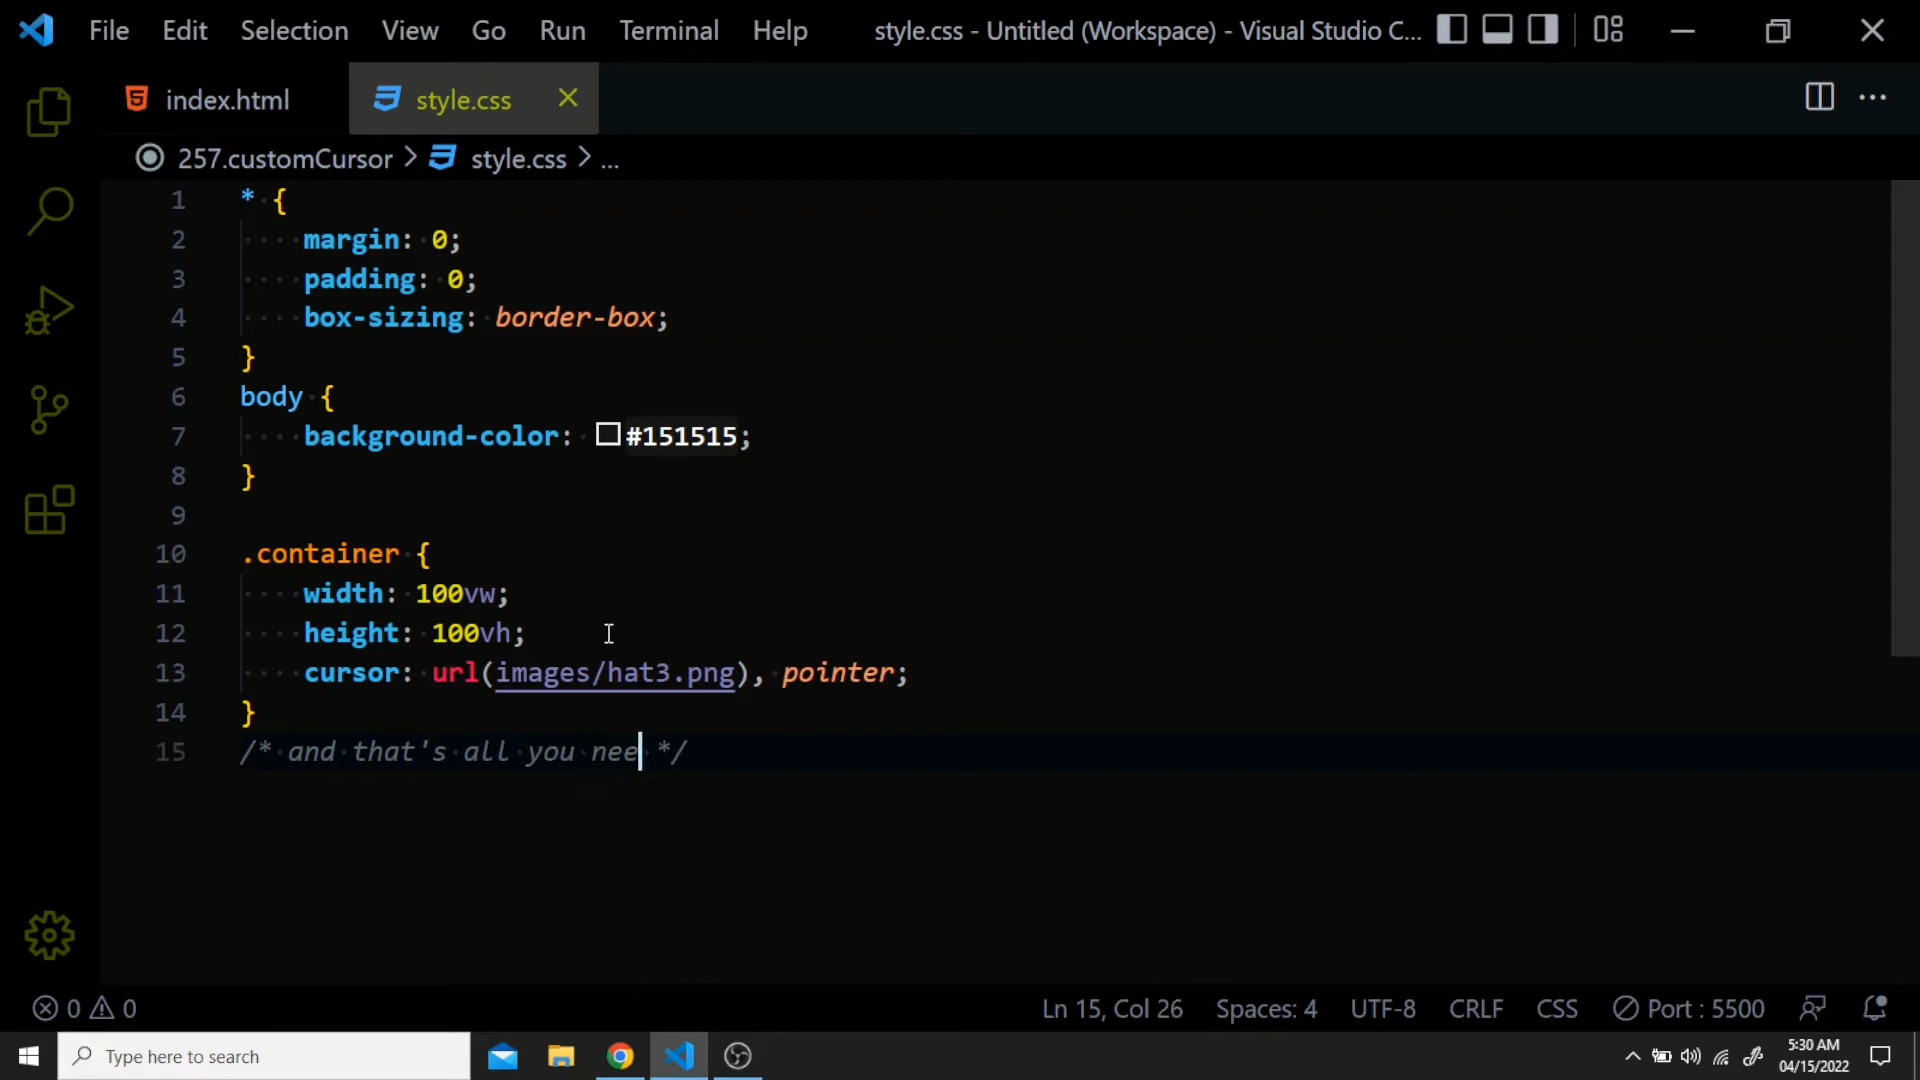 File Edit Selection View Go Run Terminal Help style.css - Untitled (Workspace) - Visual Studio C...
index.html style.css
257.customCursor > style.css > ...
1 * {
2 margin: 0;
3 padding: 0;
4 box-sizing: border-box;
5 }
6 body {
7 background-color: #151515;
8 }
9
10 .container {
11 width: 100vw;
12 height: 100vh;
13 cursor: url(images/hat3.png), pointer;
14 }
15 /* and that's all you nee */
0 0 Ln 15, Col 26 Spaces: 4 UTF-8 CRLF CSS Port : 5500
Type here to search
5:30 AM
04/15/2022